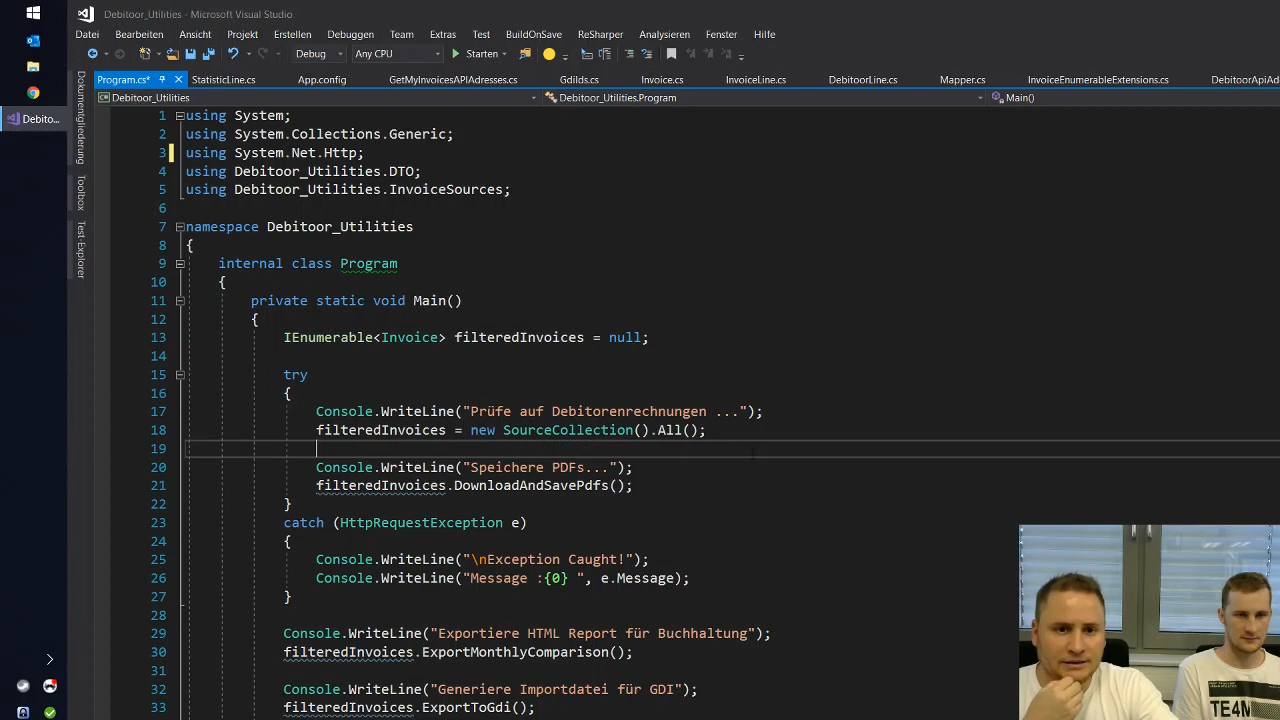 Debitoor_Utilities - Microsoft Visual Studio
Datei Bearbeiten Ansicht Projekt Erstellen Debuggen Team Extras Test BuildOnSave ReSharper Analysieren Fenster Hilfe
Debug Any CPU Starten
Program.cs* StatisticLine.cs App.config GetMyInvoicesAPIAdresses.cs GdiIds.cs Invoice.cs InvoiceLine.cs DebitorLine.cs Mapper.cs InvoiceEnumerableExtensions.cs DebitoorApiAd
Debitoor_Utilities Debitoor_Utilities.Program Main()
Debitoo...
Dokumentgliederung
Toolbox
Test-Explorer
1 using System;
2 using System.Collections.Generic;
3 using System.Net.Http;
4 using Debitoor_Utilities.DTO;
5 using Debitoor_Utilities.InvoiceSources;
6
7 namespace Debitoor_Utilities
8 {
9 internal class Program
10 {
11 private static void Main()
12 {
13 IEnumerable<Invoice> filteredInvoices = null;
14
15 try
16 {
17 Console.WriteLine("Prüfe auf Debitorenrechnungen ...");
18 filteredInvoices = new SourceCollection().All();
19
20 Console.WriteLine("Speichere PDFs...");
21 filteredInvoices.DownloadAndSavePdfs();
22 }
23 catch (HttpRequestException e)
24 {
25 Console.WriteLine("\nException Caught!");
26 Console.WriteLine("Message :{0} ", e.Message);
27 }
28
29 Console.WriteLine("Exportiere HTML Report für Buchhaltung");
30 filteredInvoices.ExportMonthlyComparison();
31
32 Console.WriteLine("Generiere Importdatei für GDI");
33 filteredInvoices.ExportToGdi();
TE4M